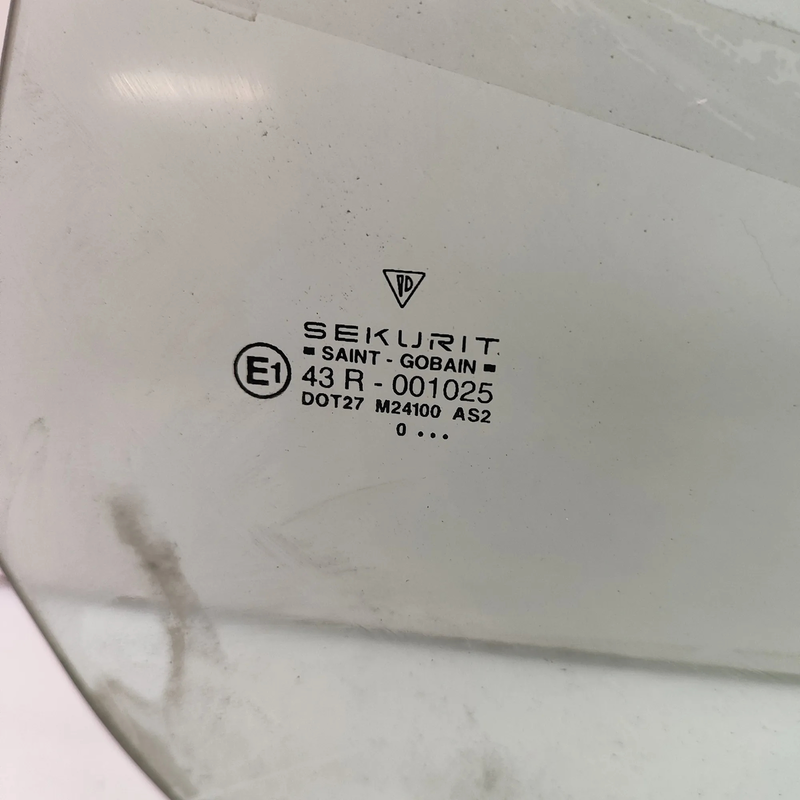 SEKURIT
SAINT - GOBAIN
E1
43 R - 001025
DOT27 M24100 AS2
0 ...